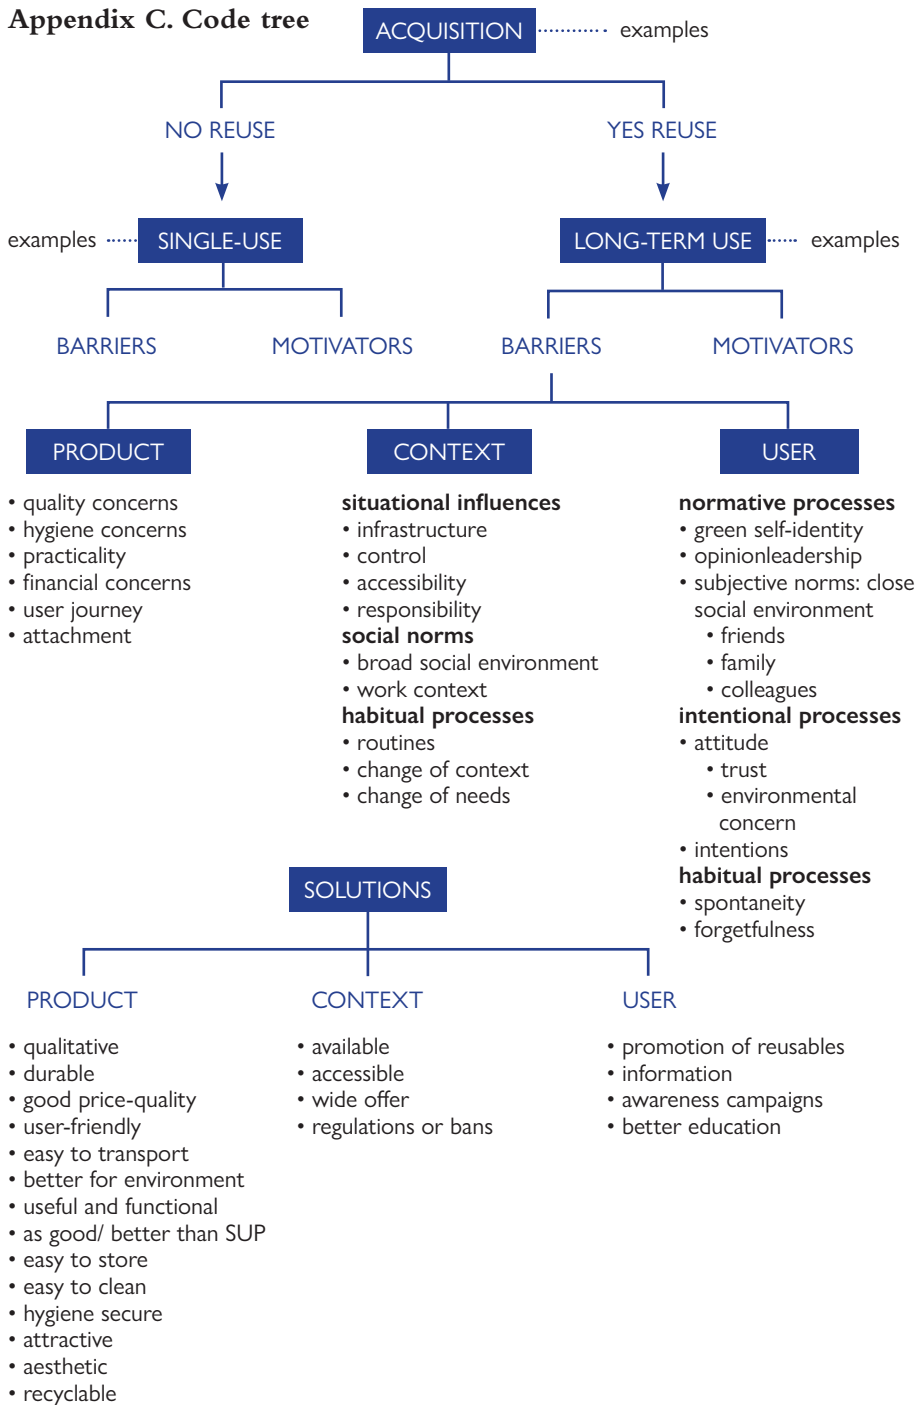 Appendix C. Code tree
ACQUISITION
examples
NO REUSE
YES REUSE
examples
SINGLE-USE
LONG-TERM USE
examples
BARRIERS
MOTIVATORS
BARRIERS
MOTIVATORS
PRODUCT
• quality concerns
• hygiene concerns
• practicality
• financial concerns
• user journey
• attachment
CONTEXT
situational influences
• infrastructure
• control
• accessibility
• responsibility
social norms
• broad social environment
• work context
habitual processes
• routines
• change of context
• change of needs
USER
normative processes
• green self-identity
• opinionleadership
• subjective norms: close
social environment
• friends
• family
• colleagues
intentional processes
• attitude
• trust
• environmental
concern
• intentions
habitual processes
• spontaneity
• forgetfulness
SOLUTIONS
PRODUCT
• qualitative
• durable
• good price-quality
• user-friendly
• easy to transport
• better for environment
• useful and functional
• as good/ better than SUP
• easy to store
• easy to clean
• hygiene secure
• attractive
• aesthetic
• recyclable
CONTEXT
• available
• accessible
• wide offer
• regulations or bans
USER
• promotion of reusables
• information
• awareness campaigns
• better education